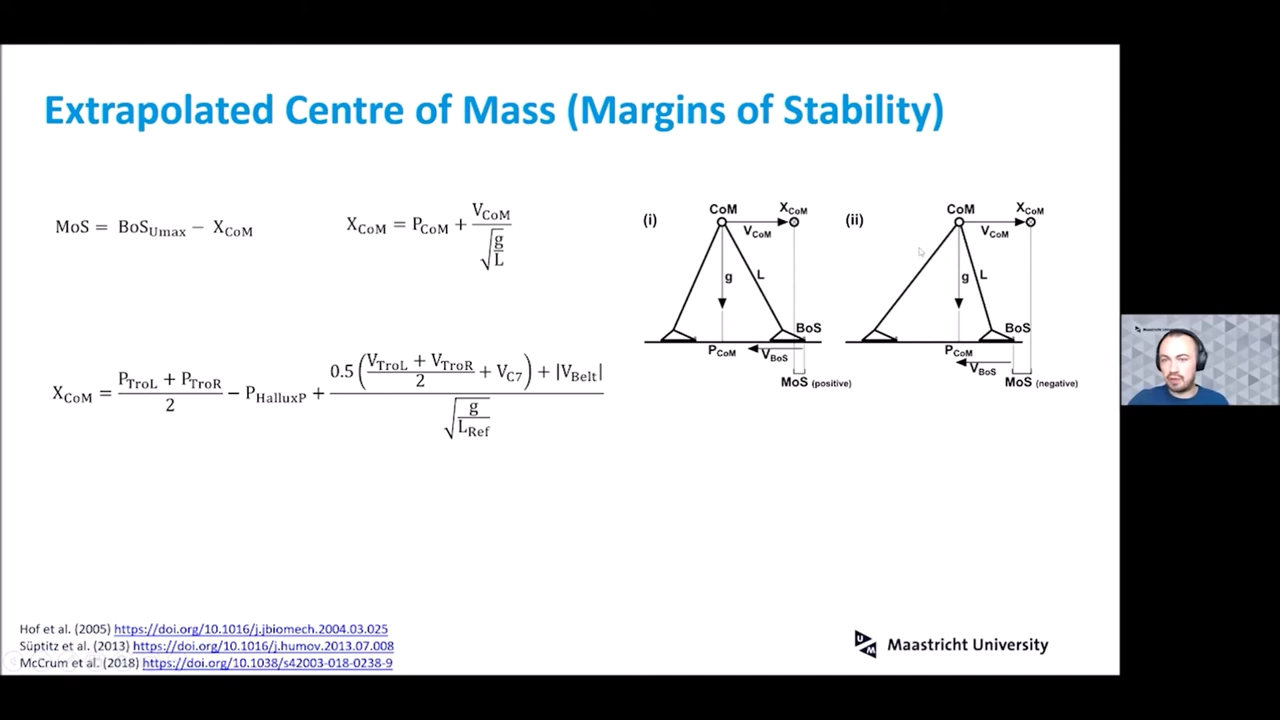 Extrapolated Centre of Mass (Margins of Stability)
MoS = BoS_Umax − X_CoM
X_CoM = P_CoM + V_CoM / √(g/L)
X_CoM = (P_TroL + P_TroR)/2 − P_HalluxP + (0.5((V_TroL + V_TroR)/2 + V_C7) + |V_Belt|) / √(g/L_Ref)
(i)
CoM
X_CoM
V_CoM
g
L
BoS
P_CoM
V_BoS
MoS (positive)
(ii)
CoM
X_CoM
V_CoM
g
L
BoS
P_CoM
V_BoS
MoS (negative)
Hof et al. (2005) https://doi.org/10.1016/j.jbiomech.2004.03.025
Süptitz et al. (2013) https://doi.org/10.1016/j.humov.2013.07.008
McCrum et al. (2018) https://doi.org/10.1038/s42003-018-0238-9
UM
Maastricht University